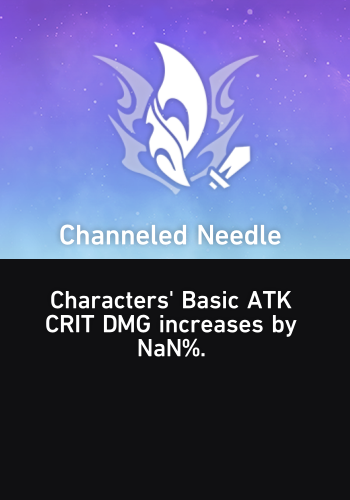 Channeled Needle
Characters' Basic ATK
CRIT DMG increases by
NaN%.